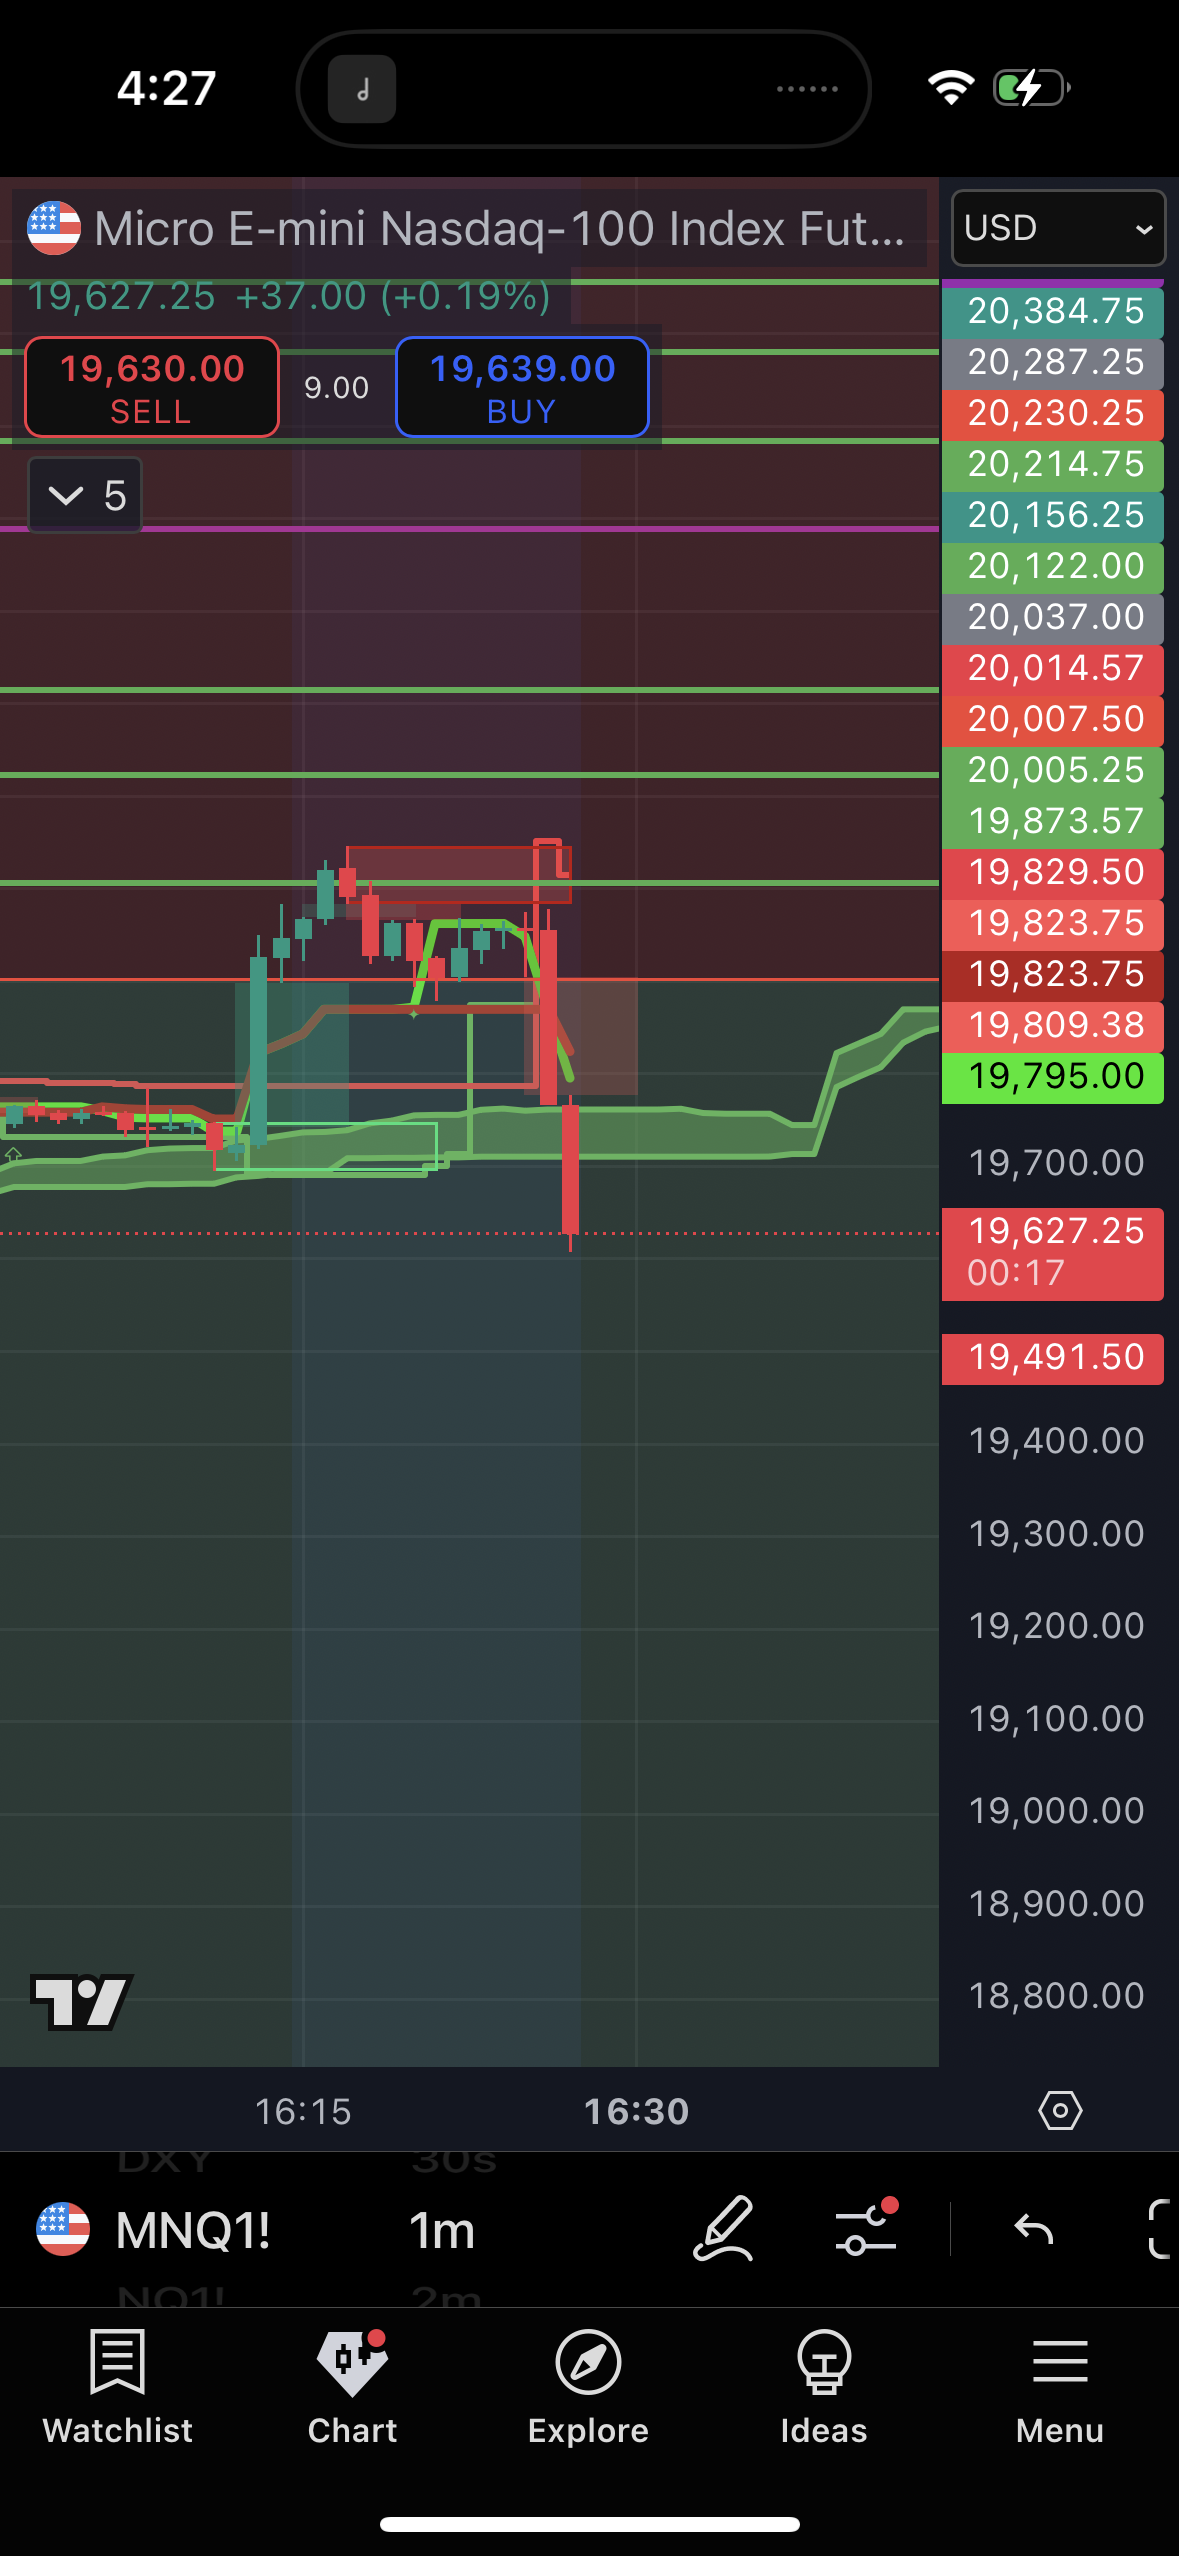 4:27
Micro E-mini Nasdaq-100 Index Fut...
USD
19,627.25 +37.00 (+0.19%)
19,630.00
SELL
9.00
19,639.00
BUY
5
20,384.75
20,287.25
20,230.25
20,214.75
20,156.25
20,122.00
20,037.00
20,014.57
20,007.50
20,005.25
19,873.57
19,829.50
19,823.75
19,823.75
19,809.38
19,795.00
19,700.00
19,627.25
00:17
19,491.50
19,400.00
19,300.00
19,200.00
19,100.00
19,000.00
18,900.00
18,800.00
16:15
16:30
DXY
30s
MNQ1!
1m
NQ1!
2m
Watchlist
Chart
Explore
Ideas
Menu